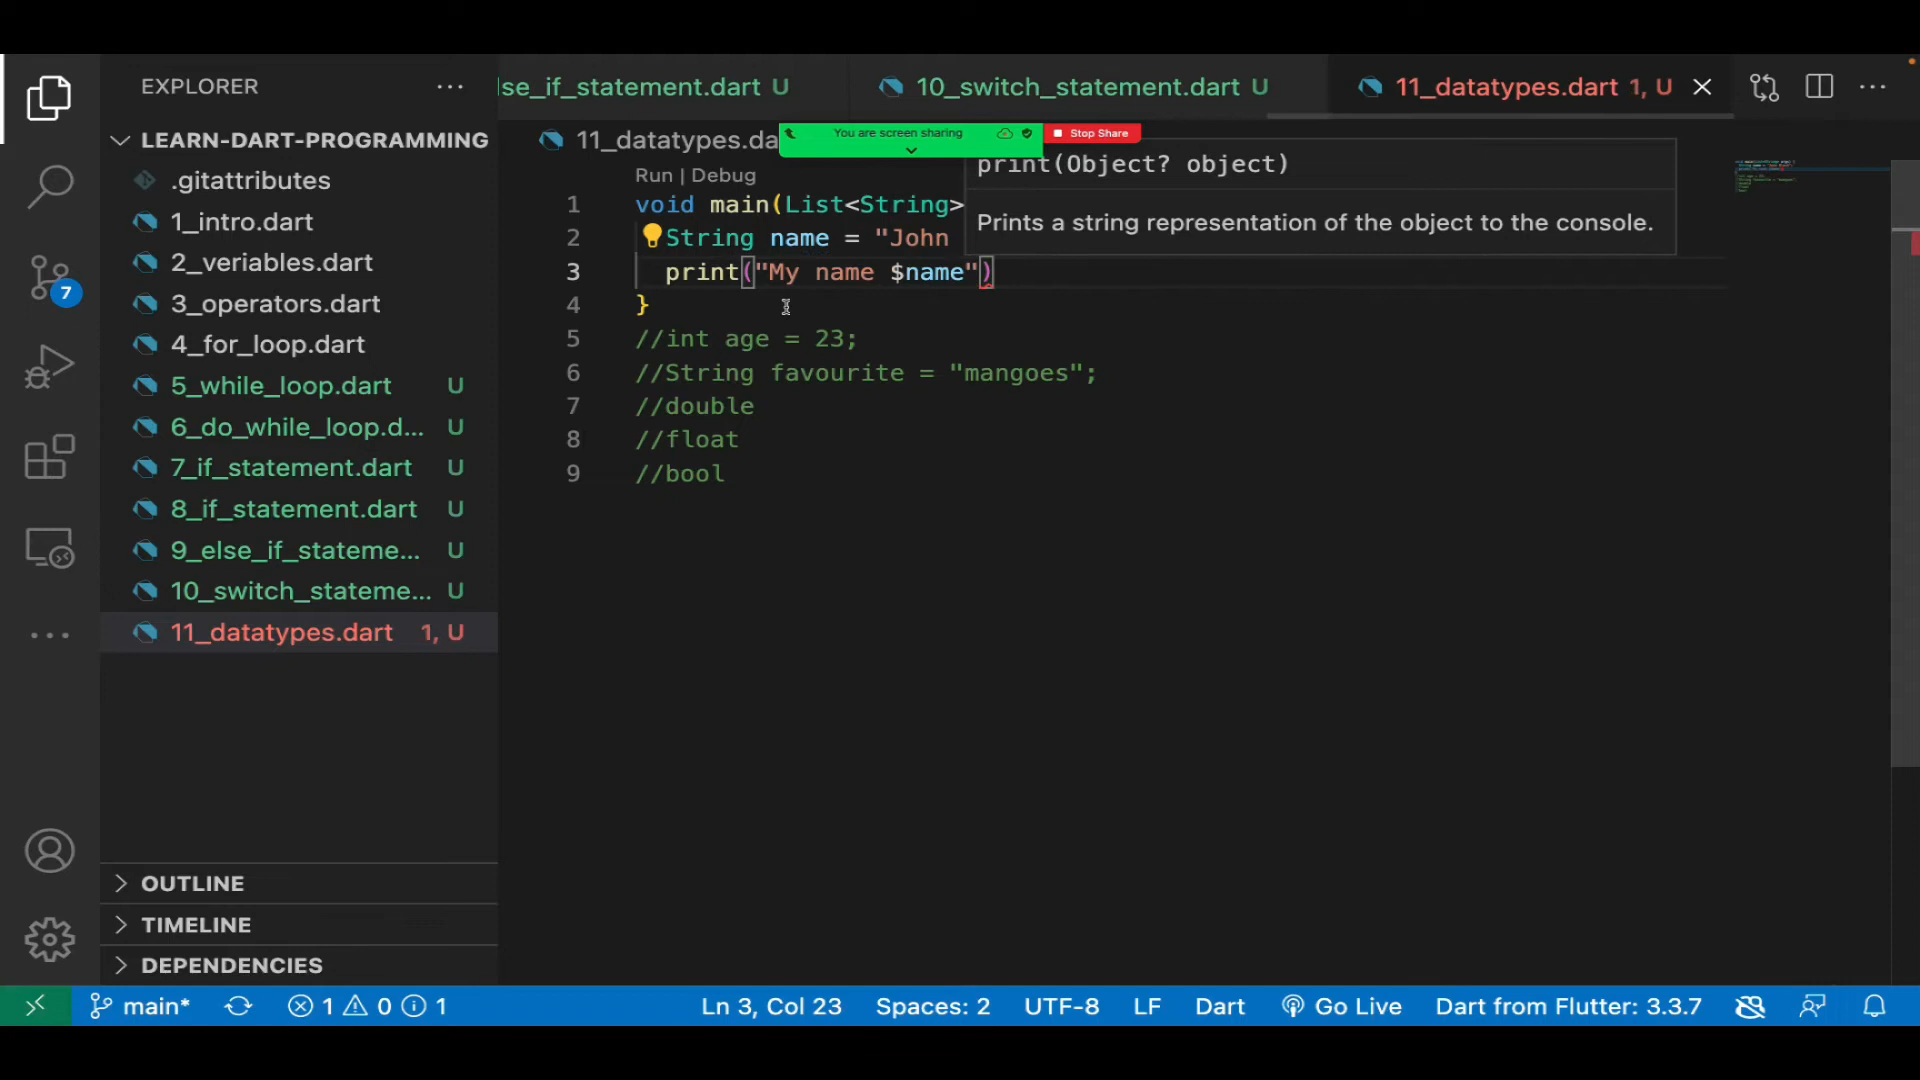 EXPLORER
LEARN-DART-PROGRAMMING
.gitattributes
1_intro.dart
2_veriables.dart
3_operators.dart
4_for_loop.dart
5_while_loop.dart U
6_do_while_loop.d... U
7_if_statement.dart U
8_if_statement.dart U
9_else_if_stateme... U
10_switch_stateme... U
11_datatypes.dart 1, U
OUTLINE
TIMELINE
DEPENDENCIES
7
se_if_statement.dart U
10_switch_statement.dart U
11_datatypes.dart 1, U
11_datatypes.da
You are screen sharing
Stop Share
print(Object? object)
Prints a string representation of the object to the console.
Run | Debug
1 void main(List<String>
2 String name = "John
3 print("My name $name")
4 }
5 //int age = 23;
6 //String favourite = "mangoes";
7 //double
8 //float
9 //bool
main* 1 0 1
Ln 3, Col 23 Spaces: 2 UTF-8 LF Dart Go Live Dart from Flutter: 3.3.7